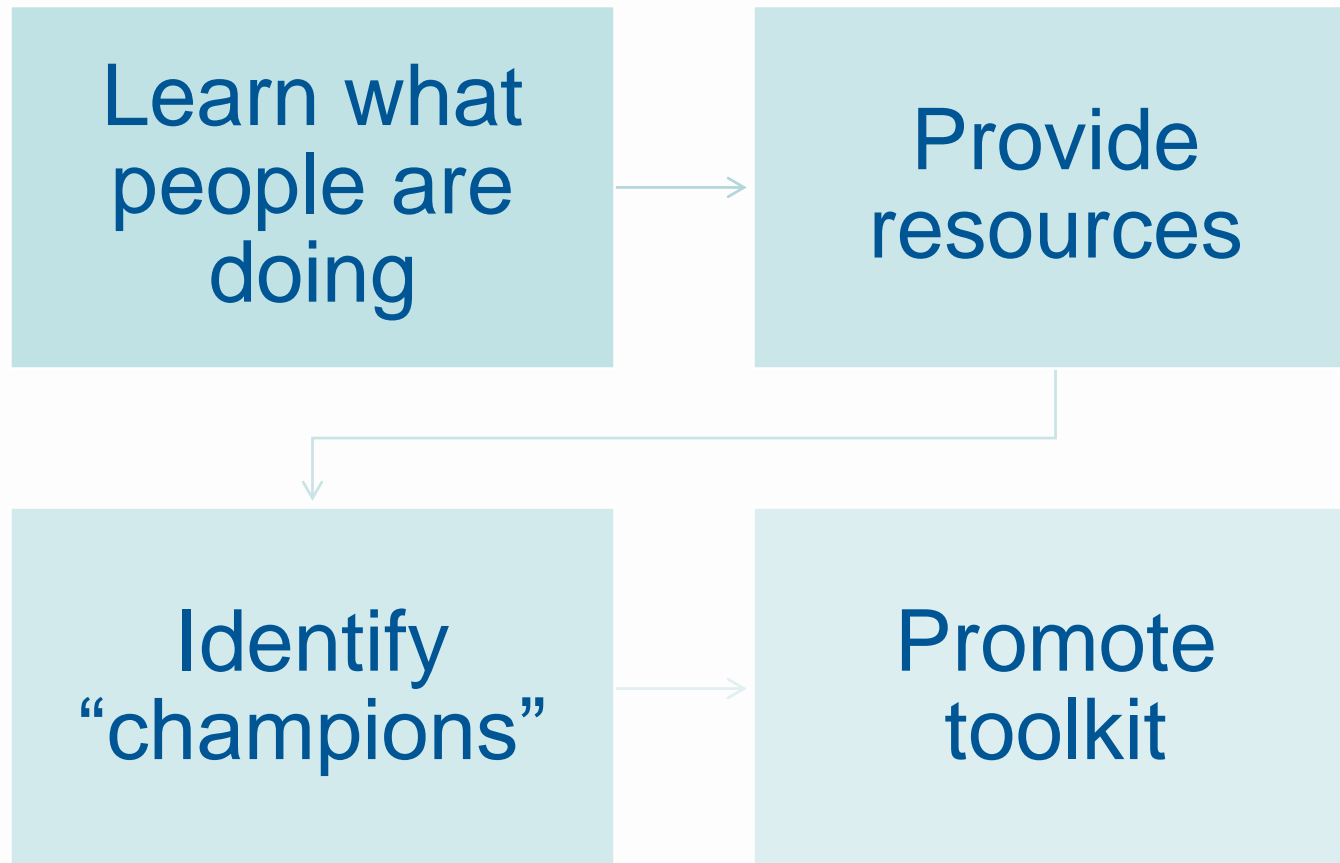 Learn what
people are
doing
Provide
resources
Identify
“champions”
Promote
toolkit